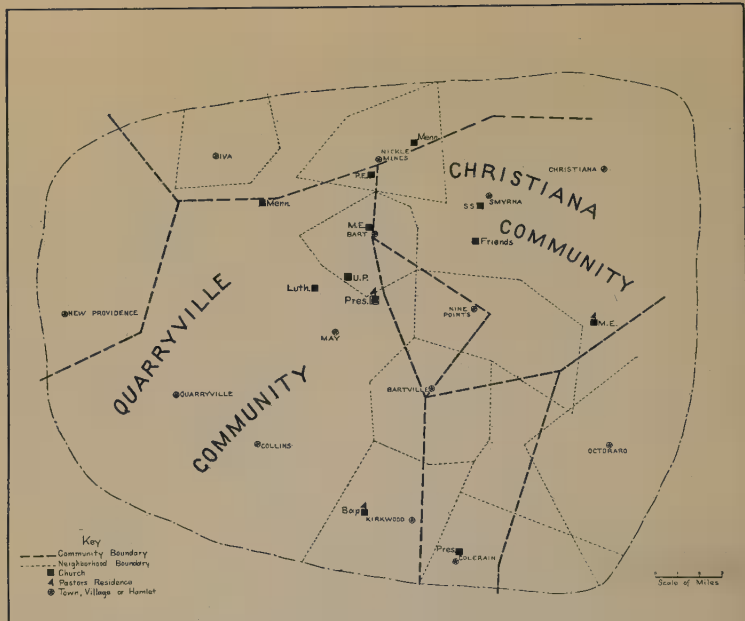 Menn.
NICKLE
MINES
IVA
P.E.
CHRISTIANA
CHRISTIANA
COMMUNITY
SMYRNA
SS
Menn.
M.E.
BART
Friends
U.P.
Luth.
Pres.
NEW PROVIDENCE
NINE
POINTS
M.E.
MAY
QUARRYVILLE
COMMUNITY
QUARRYVILLE
BARTVILLE
COLLINS
OCTORARO
Bap
KIRKWOOD
Pres.
COLERAIN
Key
Community Boundary
Neighborhood Boundary
Church
Pastors Residence
Town, Village or Hamlet
Scale of Miles